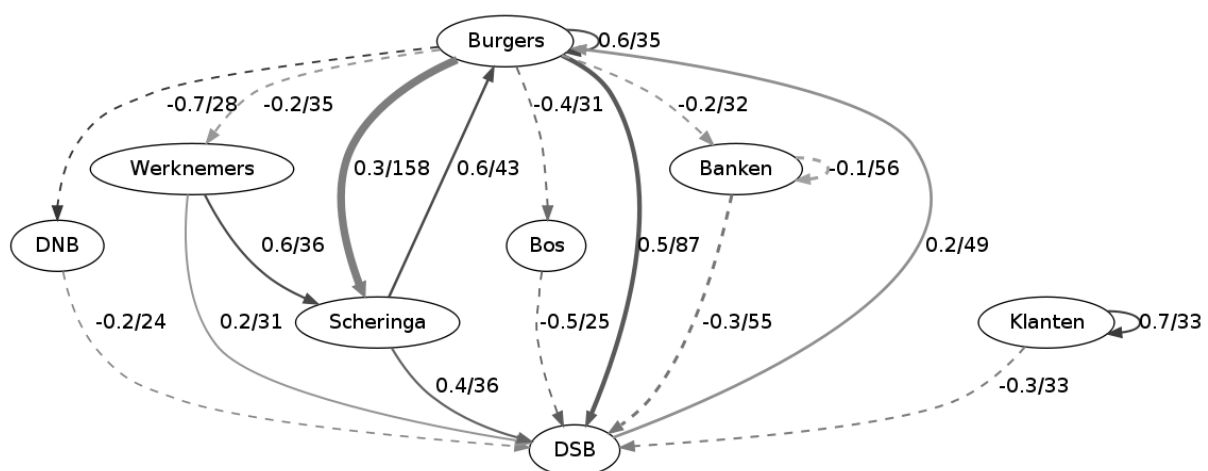 Burgers
0.6/35
-0.7/28
-0.2/35
-0.4/31
-0.2/32
Werknemers
0.3/158
0.6/43
Banken
-0.1/56
DNB
0.6/36
Bos
0.5/87
0.2/49
-0.2/24
0.2/31
Scheringa
-0.5/25
-0.3/55
Klanten
0.7/33
0.4/36
-0.3/33
DSB